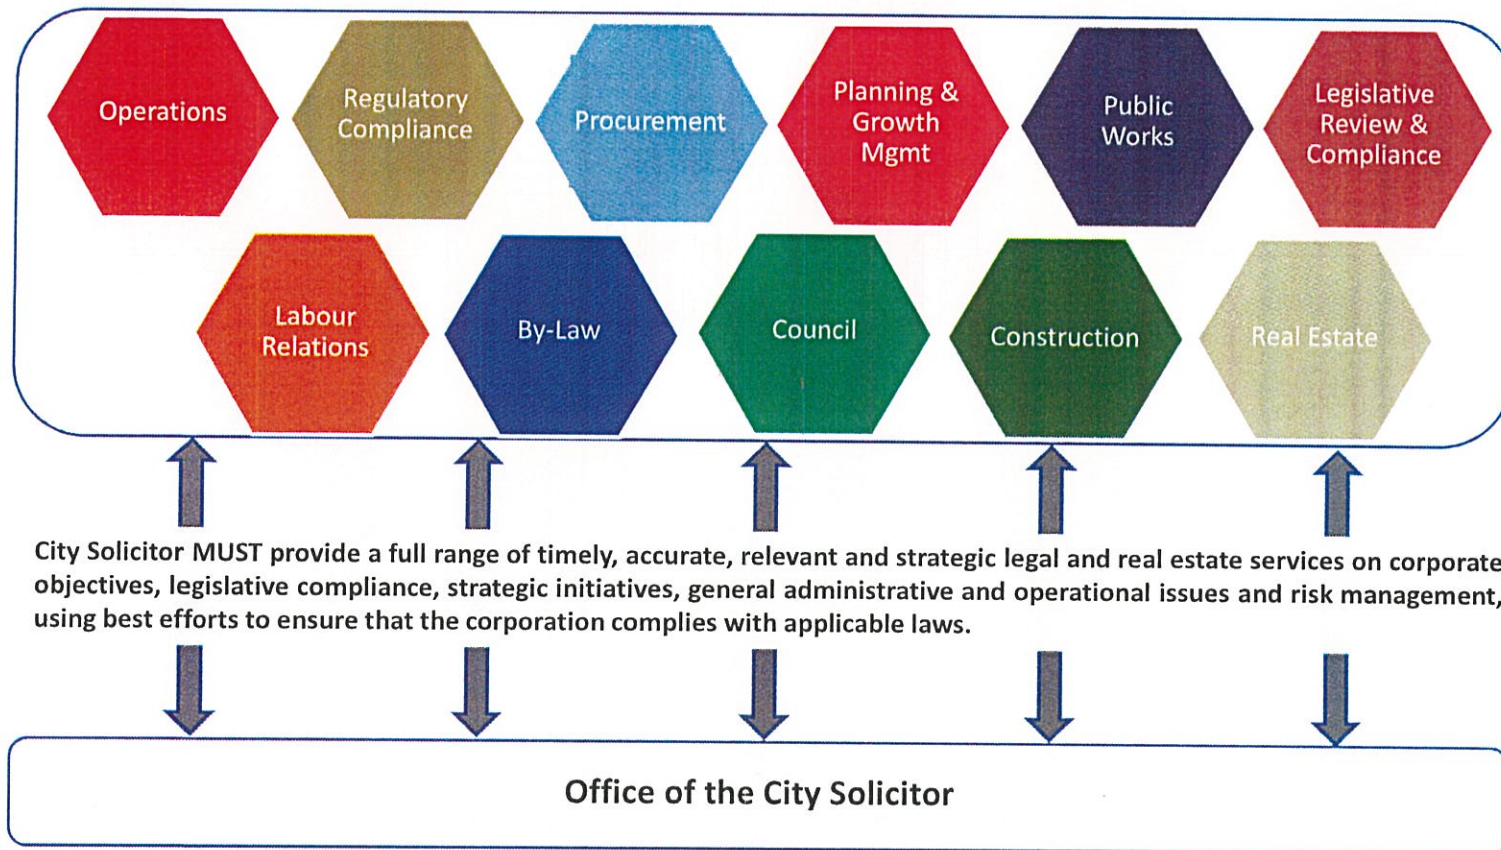 Operations
Regulatory
Compliance
Procurement
Planning &
Growth
Mgmt
Public
Works
Legislative
Review &
Compliance
Labour
Relations
By-Law
Council
Construction
Real Estate
City Solicitor MUST provide a full range of timely, accurate, relevant and strategic legal and real estate services on corporate
objectives, legislative compliance, strategic initiatives, general administrative and operational issues and risk management,
using best efforts to ensure that the corporation complies with applicable laws.
Office of the City Solicitor